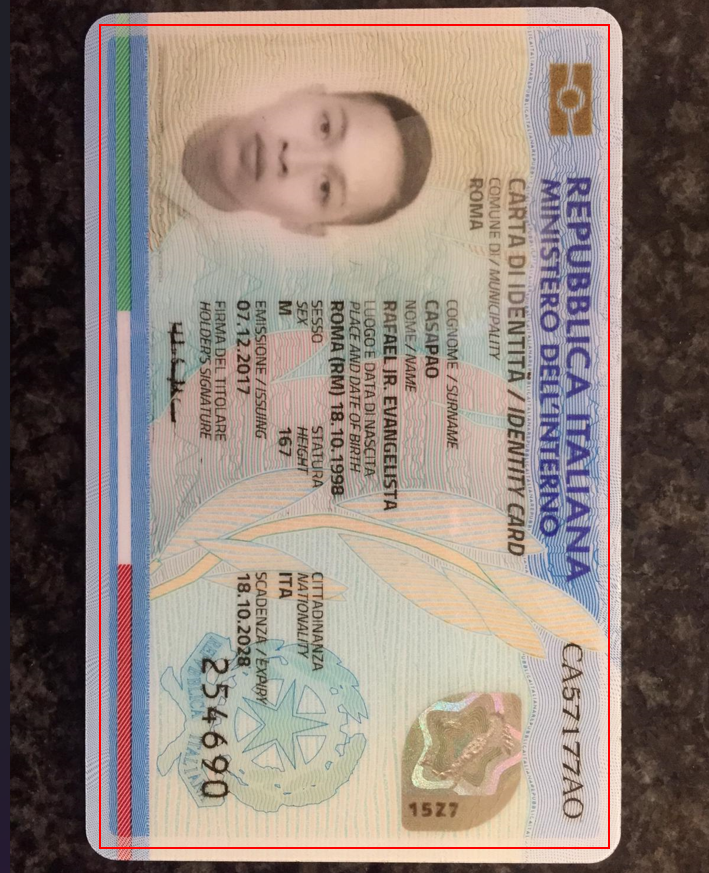 REPUBBLICA ITALIANA
MINISTERO DELL'INTERNO
CA57177AO
CARTA DI IDENTITÀ / IDENTITY CARD
COMUNE DI / MUNICIPALITY
ROMA
COGNOME / SURNAME
CASAPAO
NOME / NAME
RAFAEL JR. EVANGELISTA
LUOGO E DATA DI NASCITA
PLACE AND DATE OF BIRTH
ROMA (RM) 18.10.1998
SESSO STATURA CITTADINANZA
SEX HEIGHT NATIONALITY
M 167 ITA
EMISSIONE / ISSUING SCADENZA / EXPIRY
07.12.2017 18.10.2028
FIRMA DEL TITOLARE
HOLDER'S SIGNATURE
254690
15Z7